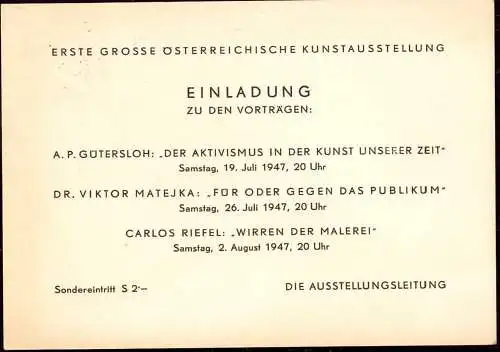 ERSTE GROSSE ÖSTERREICHISCHE KUNSTAUSSTELLUNG
EINLADUNG
ZU DEN VORTRÄGEN:
A. P. GÜTERSLOH: „DER AKTIVISMUS IN DER KUNST UNSERER ZEIT"
Samstag, 19. Juli 1947, 20 Uhr
DR. VIKTOR MATEJKA: „FÜR ODER GEGEN DAS PUBLIKUM"
Samstag, 26. Juli 1947, 20 Uhr
CARLOS RIEFEL: „WIRREN DER MALEREI"
Samstag, 2. August 1947, 20 Uhr
Sondereintritt S 2·— DIE AUSSTELLUNGSLEITUNG